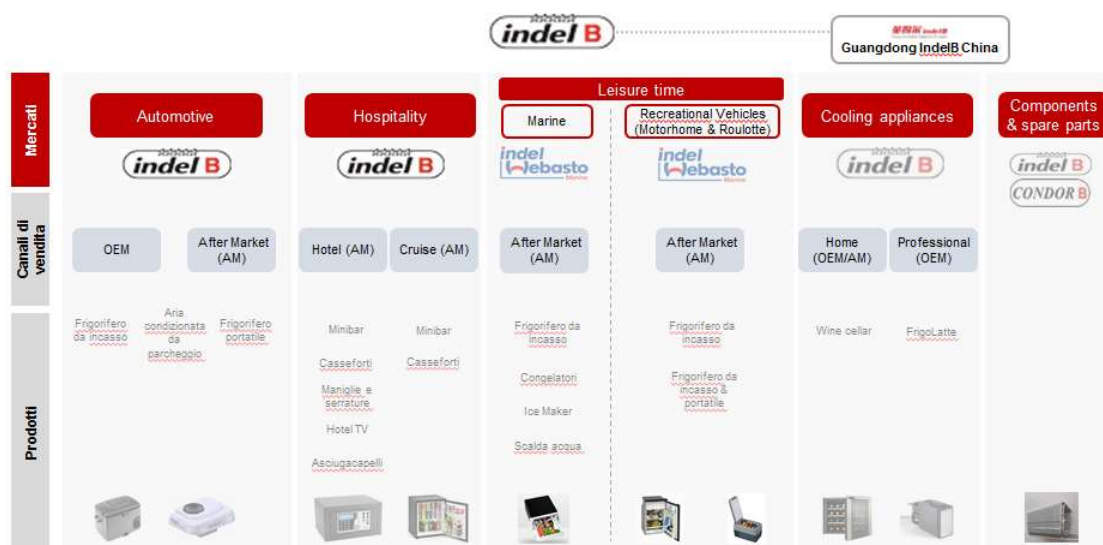 indel B
indelB
Guangdong IndelB China
Mercati
Leisure time
Automotive
Hospitality
Marine
Recreational Vehicles
(Motorhome & Roulotte)
Cooling appliances
Components
& spare parts
indel B
indel B
indel
Webasto
Marine
indel
Webasto
Marine
indel B
indel B
CONDOR B
Canali di
vendita
OEM
After Market
(AM)
Hotel (AM)
Cruise (AM)
After Market
(AM)
After Market
(AM)
Home
(OEM/AM)
Professional
(OEM)
Prodotti
Frigorifero
da incasso
Aria
condizionata
da
parcheggio
Frigorifero
portatile
Minibar
Casseforti
Maniglie e
serrature
Hotel TV
Asciugacapelli
Minibar
Casseforti
Frigorifero da
incasso
Congelatori
Ice Maker
Scalda acqua
Frigorifero da
incasso
Frigorifero da
incasso &
portatile
Wine cellar
FrigoLatte